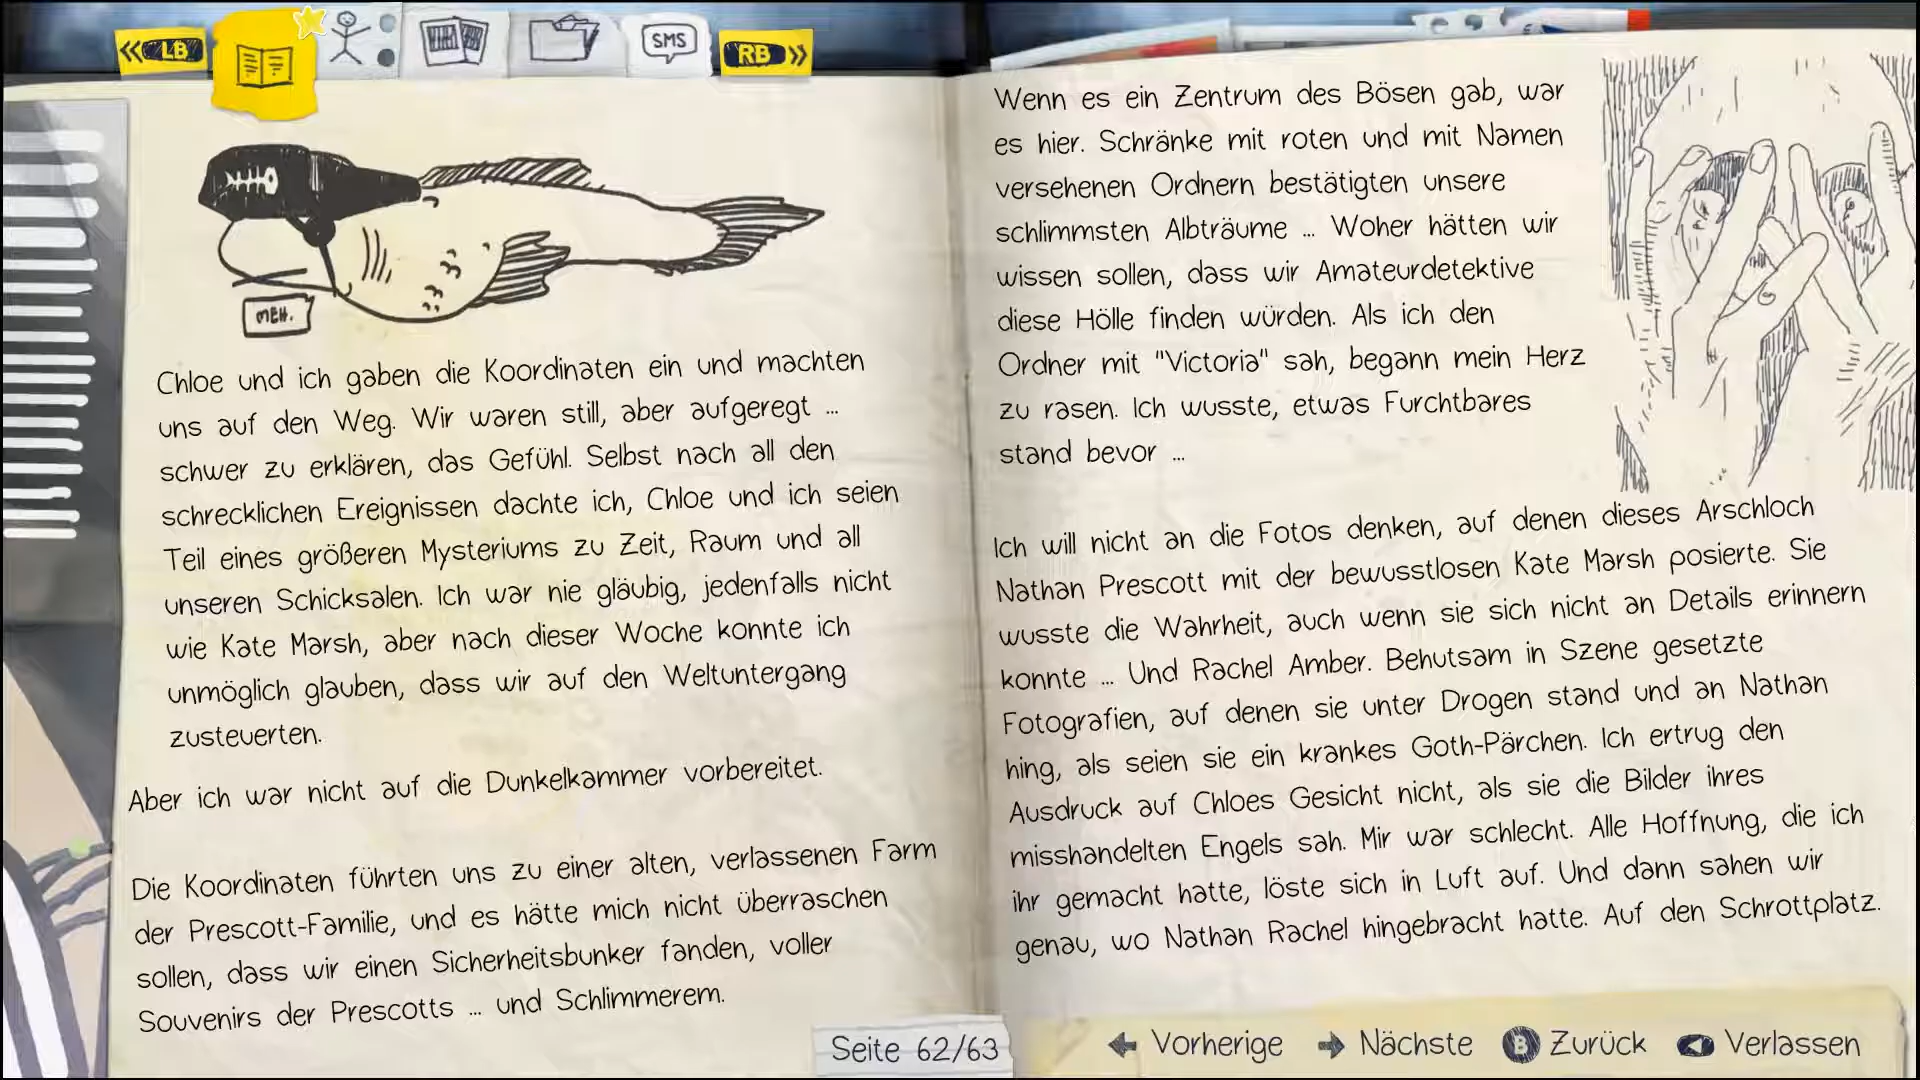 LB
SMS
RB
MEH.
Chloe und ich gaben die Koordinaten ein und machten
uns auf den Weg. Wir waren still, aber aufgeregt ...
schwer zu erklären, das Gefühl. Selbst nach all den
schrecklichen Ereignissen dachte ich, Chloe und ich seien
Teil eines größeren Mysteriums zu Zeit, Raum und all
unseren Schicksalen. Ich war nie gläubig, jedenfalls nicht
wie Kate Marsh, aber nach dieser Woche konnte ich
unmöglich glauben, dass wir auf den Weltuntergang
zusteuerten.
Aber ich war nicht auf die Dunkelkammer vorbereitet.
Die Koordinaten führten uns zu einer alten, verlassenen Farm
der Prescott-Familie, und es hätte mich nicht überraschen
sollen, dass wir einen Sicherheitsbunker fanden, voller
Souvenirs der Prescotts ... und Schlimmerem.
Wenn es ein Zentrum des Bösen gab, war
es hier. Schränke mit roten und mit Namen
versehenen Ordnern bestätigten unsere
schlimmsten Albträume ... Woher hätten wir
wissen sollen, dass wir Amateurdetektive
diese Hölle finden würden. Als ich den
Ordner mit "Victoria" sah, begann mein Herz
zu rasen. Ich wusste, etwas Furchtbares
stand bevor ...
Ich will nicht an die Fotos denken, auf denen dieses Arschloch
Nathan Prescott mit der bewusstlosen Kate Marsh posierte. Sie
wusste die Wahrheit, auch wenn sie sich nicht an Details erinnern
konnte ... Und Rachel Amber. Behutsam in Szene gesetzte
Fotografien, auf denen sie unter Drogen stand und an Nathan
hing, als seien sie ein krankes Goth-Pärchen. Ich ertrug den
Ausdruck auf Chloes Gesicht nicht, als sie die Bilder ihres
misshandelten Engels sah. Mir war schlecht. Alle Hoffnung, die ich
ihr gemacht hatte, löste sich in Luft auf. Und dann sahen wir
genau, wo Nathan Rachel hingebracht hatte. Auf den Schrottplatz.
Seite 62/63
Vorherige
Nächste
B Zurück
Verlassen